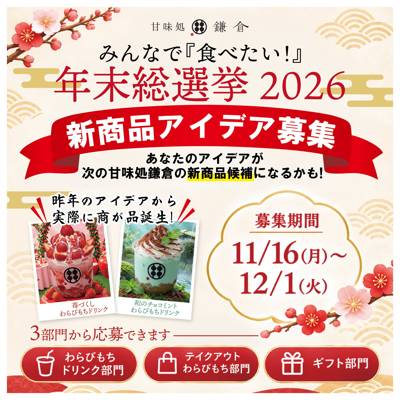 甘味処 鎌倉
みんなで『食べたい!』
年末総選挙 2026
新商品アイデア募集
あなたのアイデアが
次の甘味処鎌倉の新商品候補になるかも!
昨年のアイデアから
実際に商が品誕生!
苺づくし
わらびもちドリンク
和のチョコミント
わらびもちドリンク
募集期間
11/16(月)~
12/1(火)
3部門から応募できます
わらびもち
ドリンク部門
テイクアウト
わらびもち部門
ギフト部門